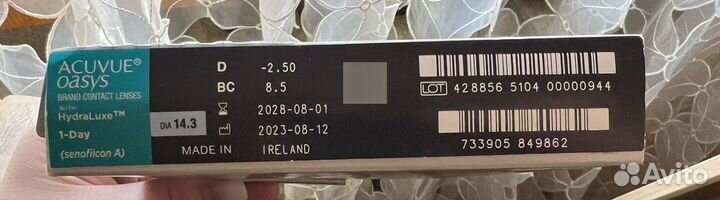 ACUVUE®
OASYS
BRAND CONTACT LENSES
WITH
HydraLuxe™
1-Day
(senofilcon A)
DIA 14.3
D -2.50
BC 8.5
2028-08-01
2023-08-12
MADE IN IRELAND
LOT 428856 5104 00000944
733905 849862
Avito